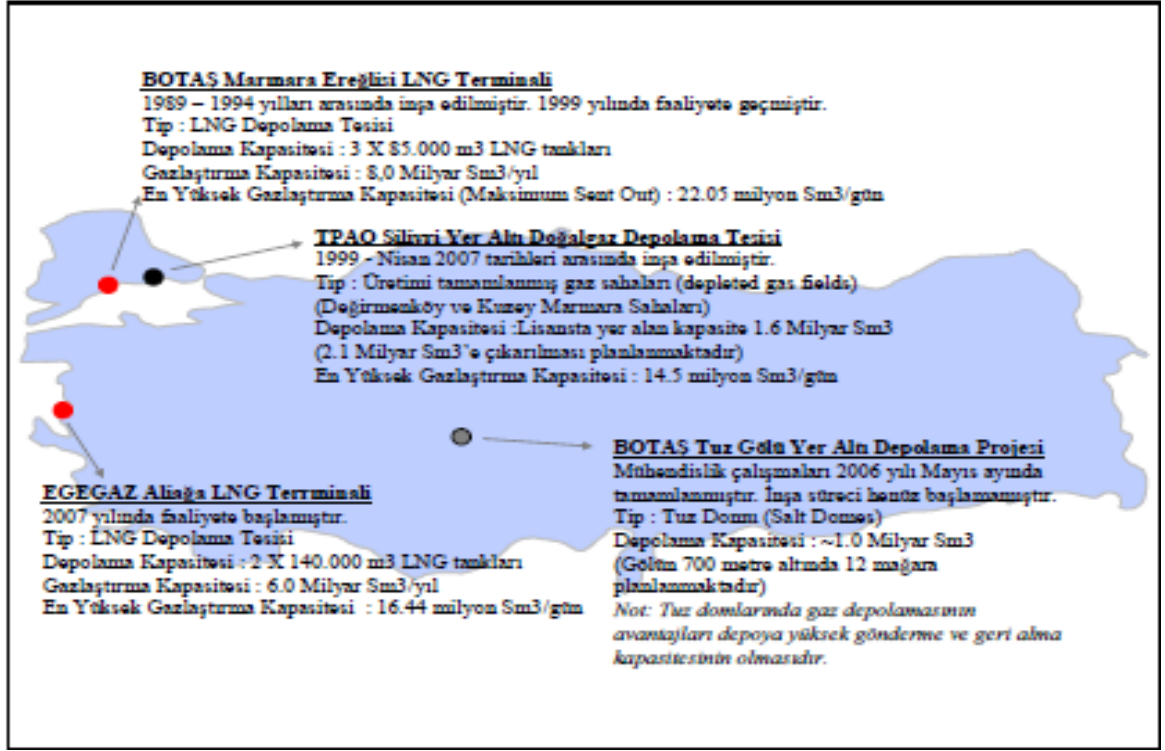 BOTAŞ Marmara Ereğlisi LNG Terminali
1989 – 1994 yılları arasında inşa edilmiştir. 1999 yılında faaliyete geçmiştir.
Tip : LNG Depolama Tesisi
Depolama Kapasitesi : 3 X 85.000 m3 LNG tankları
Gazlaştırma Kapasitesi : 8,0 Milyar Sm3/yıl
En Yüksek Gazlaştırma Kapasitesi (Maksimum Sent Out) : 22.05 milyon Sm3/gün
TPAO Silivri Yer Altı Doğalgaz Depolama Tesisi
1999 - Nisan 2007 tarihleri arasında inşa edilmiştir.
Tip : Üretimi tamamlanmış gaz sahaları (depleted gas fields)
(Değirmenköy ve Kuzey Marmara Sahaları)
Depolama Kapasitesi :Lisansta yer alan kapasite 1.6 Milyar Sm3
(2.1 Milyar Sm3'e çıkarılması planlanmaktadır)
En Yüksek Gazlaştırma Kapasitesi : 14.5 milyon Sm3/gün
EGEGAZ Aliağa LNG Terrminali
2007 yılında faaliyete başlamıştır.
Tip : LNG Depolama Tesisi
Depolama Kapasitesi : 2 X 140.000 m3 LNG tankları
Gazlaştırma Kapasitesi : 6.0 Milyar Sm3/yıl
En Yüksek Gazlaştırma Kapasitesi : 16.44 milyon Sm3/gün
BOTAŞ Tuz Gölü Yer Altı Depolama Projesi
Mühendislik çalışmaları 2006 yılı Mayıs ayında
tamamlanmıştır. İnşa süreci henüz başlamamıştır.
Tip : Tuz Domu (Salt Domes)
Depolama Kapasitesi : ~1.0 Milyar Sm3
(Gölün 700 metre altında 12 mağara
planlanmaktadır)
Not: Tuz domlarında gaz depolamasının
avantajları depoya yüksek gönderme ve geri alma
kapasitesinin olmasıdır.